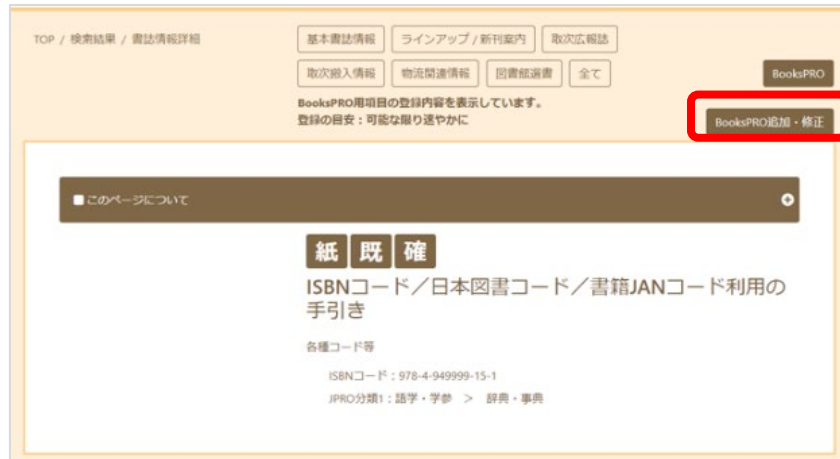 TOP / 検索結果 / 書誌情報詳細
基本書誌情報 ラインアップ / 新刊案内 取次広報誌
取次搬入情報 物流関連情報 図書館選書 全て
BooksPRO
BooksPRO用項目の登録内容を表示しています。
登録の目安：可能な限り速やかに
BooksPRO追加・修正
このページについて
紙 既 確
ISBNコード／日本図書コード／書籍JANコード利用の
手引き
各種コード等
ISBNコード : 978-4-949999-15-1
JPRO分類1 : 語学・学参 ＞ 辞典・事典